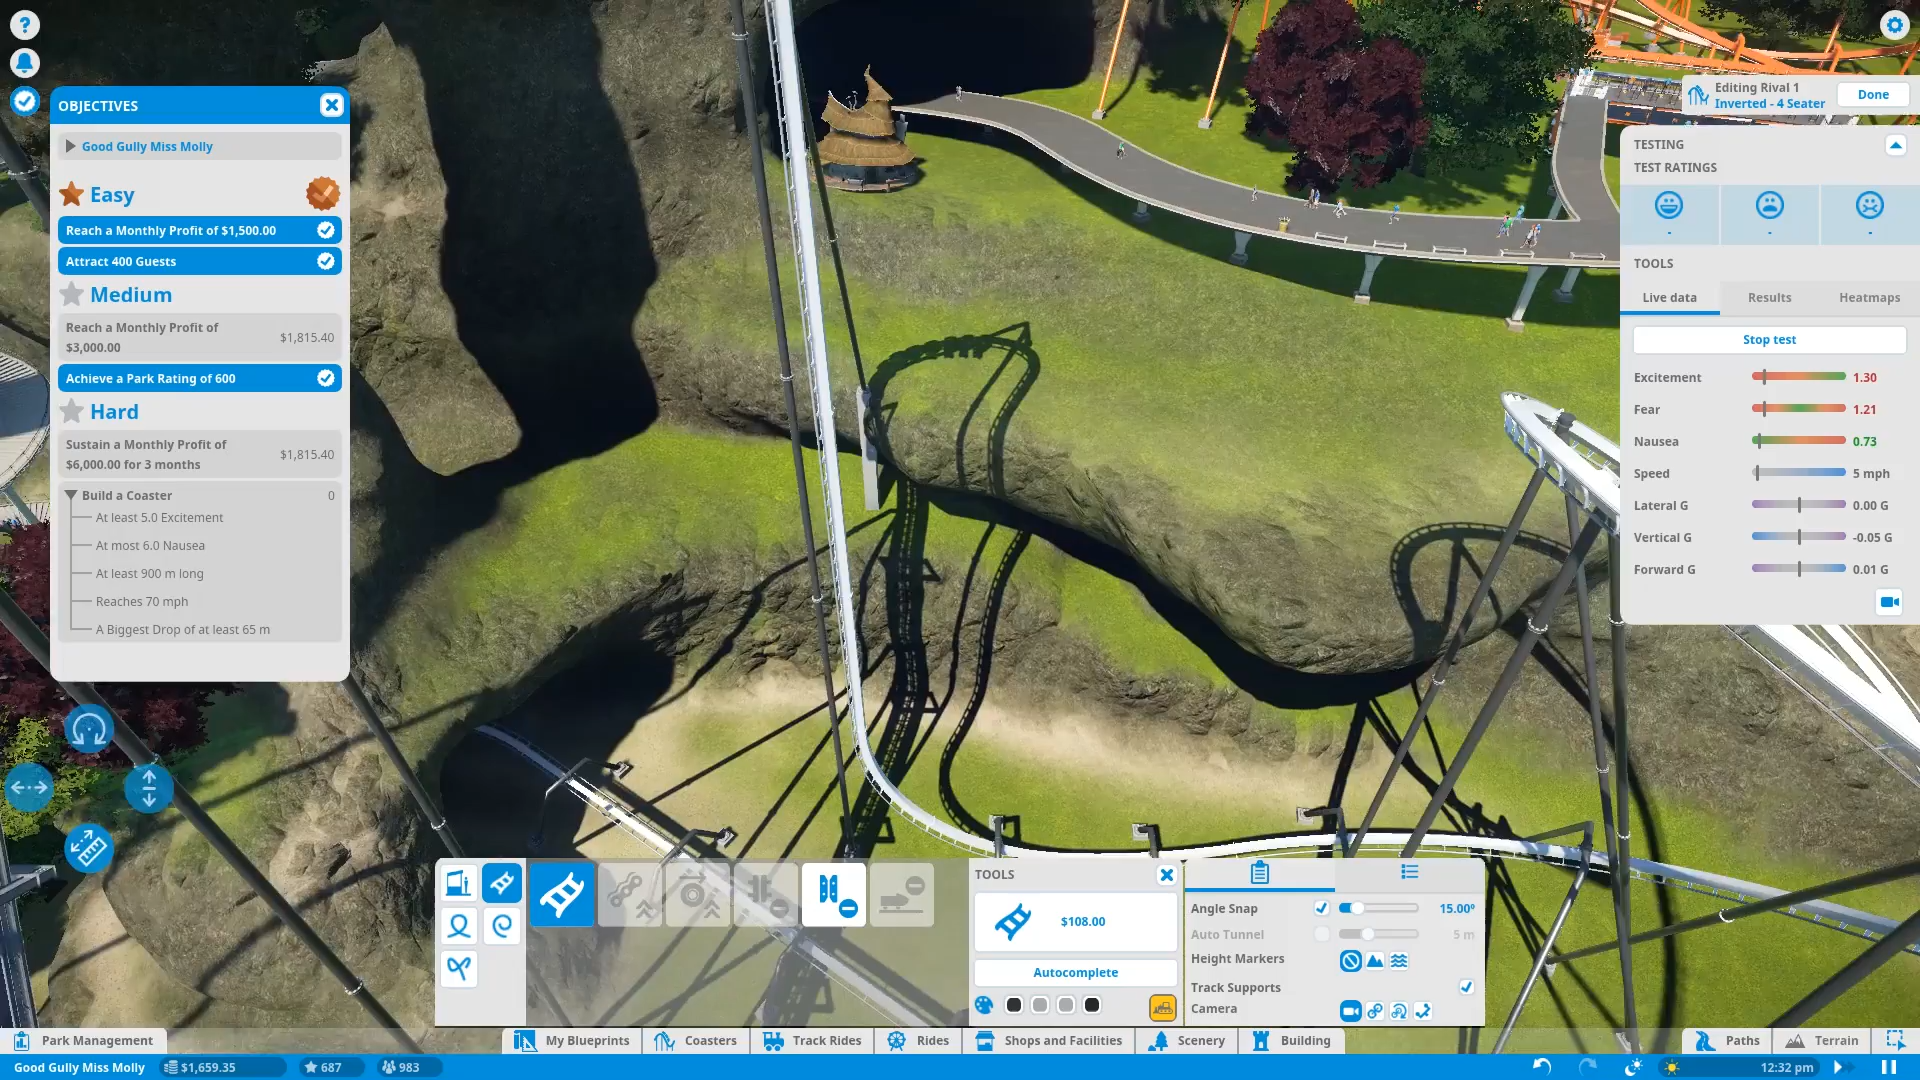 ?
OBJECTIVES
Good Gully Miss Molly
Easy
Reach a Monthly Profit of $1,500.00
Attract 400 Guests
Medium
Reach a Monthly Profit of
$3,000.00
$1,815.40
Achieve a Park Rating of 600
Hard
Sustain a Monthly Profit of
$6,000.00 for 3 months
$1,815.40
Build a Coaster 0
At least 5.0 Excitement
At most 6.0 Nausea
At least 900 m long
Reaches 70 mph
A Biggest Drop of at least 65 m
Editing Rival 1
Inverted - 4 Seater
Done
TESTING
TEST RATINGS
- - -
TOOLS
Live data Results Heatmaps
Stop test
Excitement 1.30
Fear 1.21
Nausea 0.73
Speed 5 mph
Lateral G 0.00 G
Vertical G -0.05 G
Forward G 0.01 G
TOOLS
$108.00
Autocomplete
Angle Snap 15.00°
Auto Tunnel 5 m
Height Markers
Track Supports
Camera
Park Management My Blueprints Coasters Track Rides Rides Shops and Facilities Scenery Building Paths Terrain
Good Gully Miss Molly $1,659.35 687 983 12:32 pm